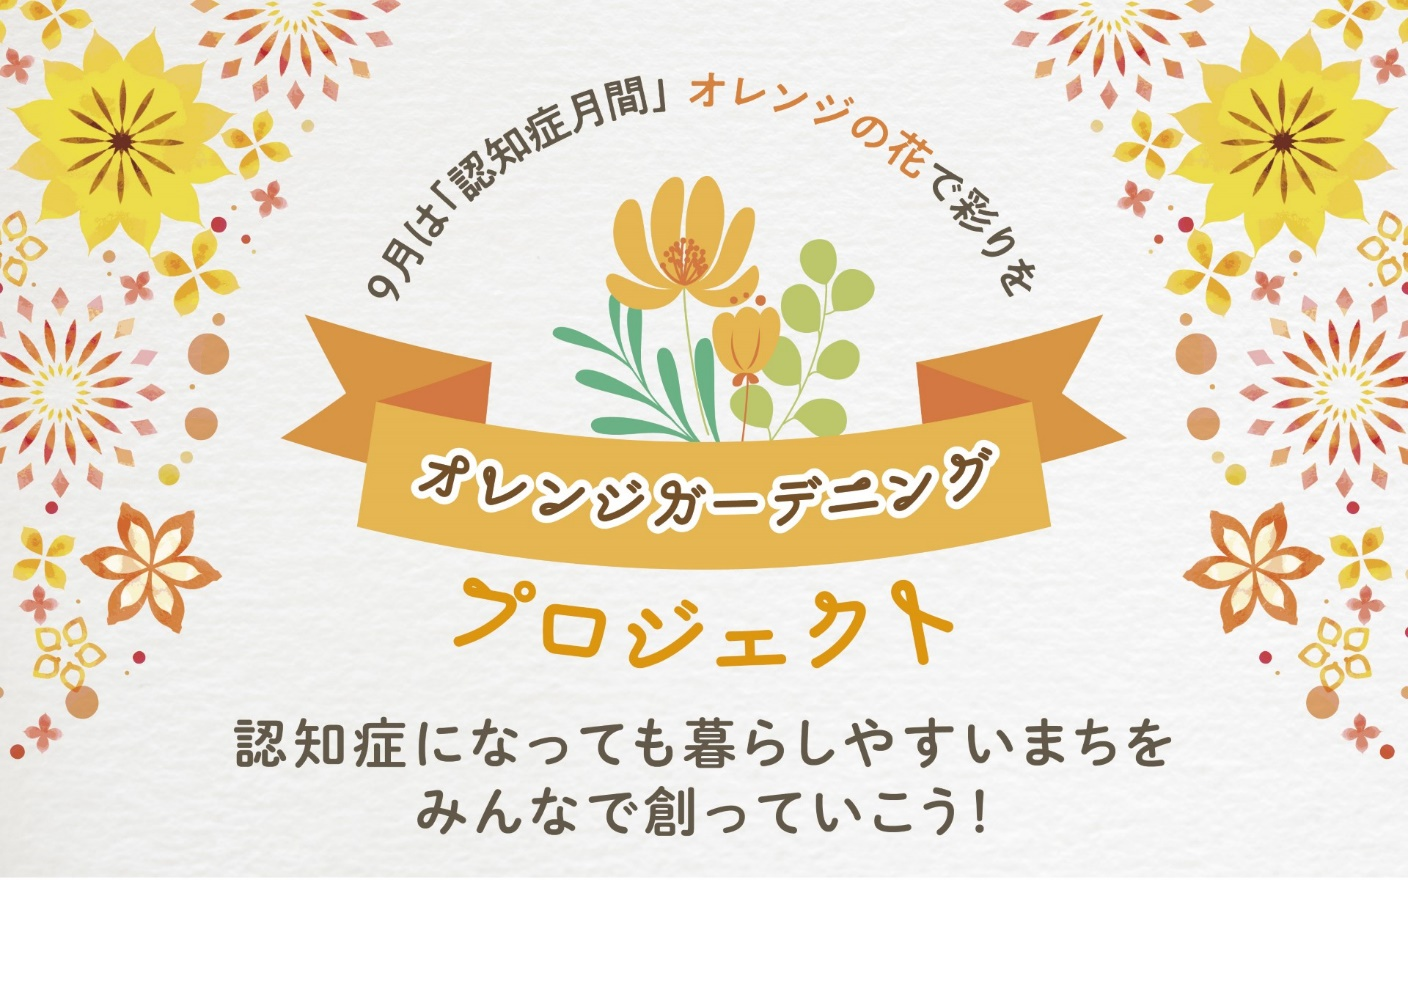 9月は「認知症月間」オレンジの花で彩りを
オレンジガーデニング
プロジェクト
認知症になっても暮らしやすいまちを
みんなで創っていこう!